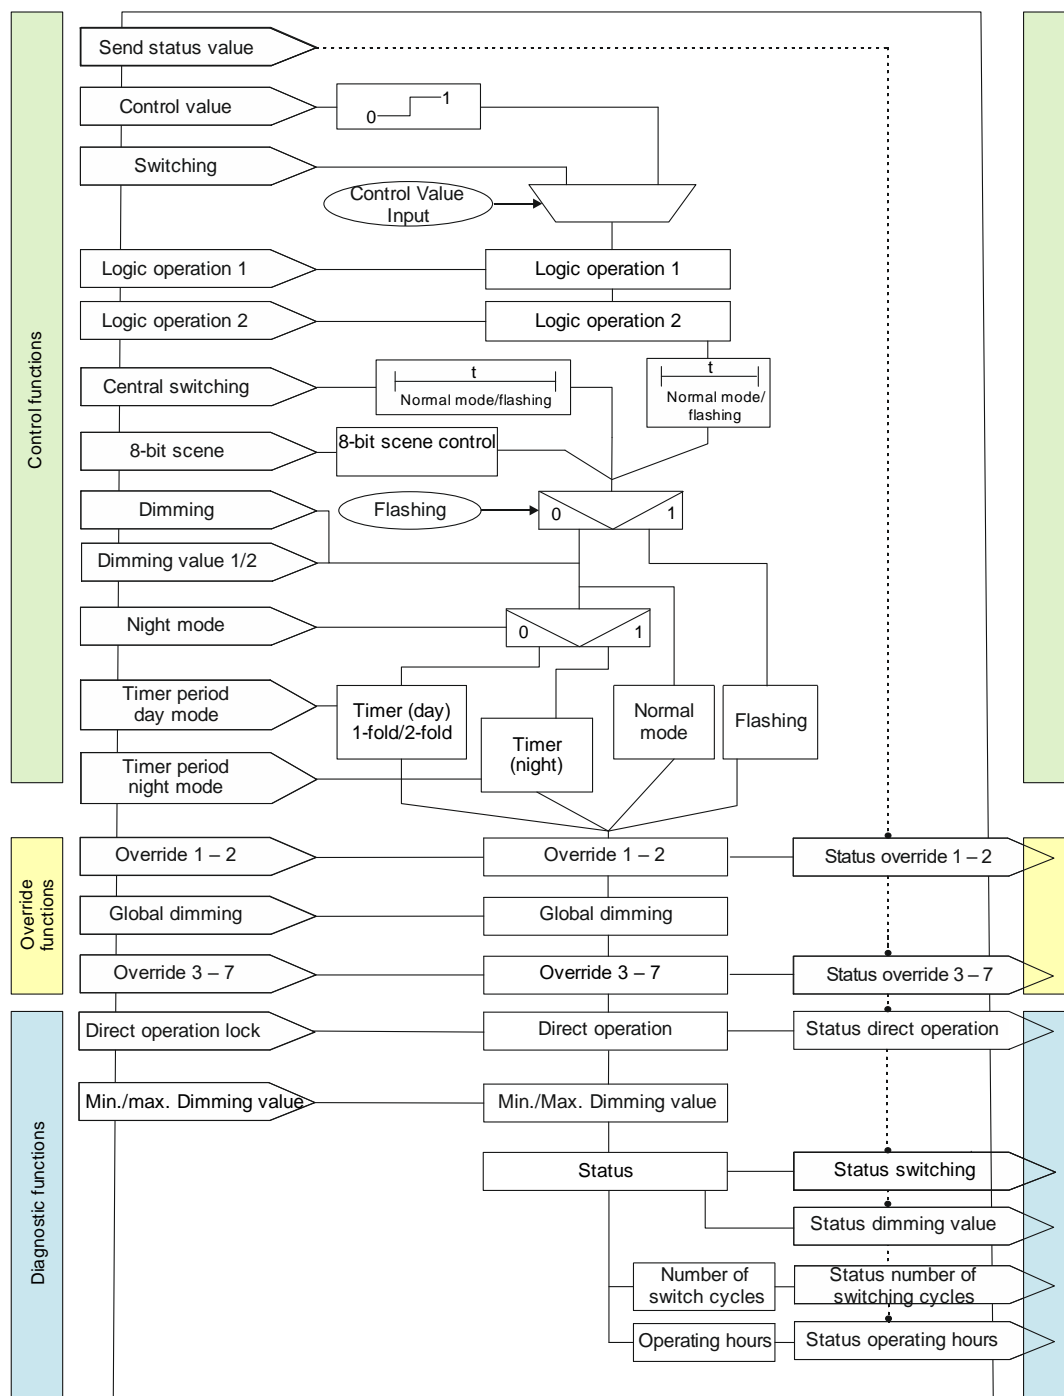 Send status value
Control value
0
1
Switching
Control Value
Input
Logic operation 1
Logic operation 1
Logic operation 2
Logic operation 2
Central switching
t
Normal mode/flashing
t
Normal mode/
flashing
8-bit scene
8-bit scene control
Dimming
Flashing
0
1
Dimming value 1/2
Night mode
0
1
Timer period
day mode
Timer (day)
1-fold/2-fold
Timer
(night)
Normal
mode
Flashing
Timer period
night mode
Control functions
Override 1 – 2
Override 1 – 2
Status override 1 – 2
Global dimming
Global dimming
Override 3 – 7
Override 3 – 7
Status override 3 – 7
Override
functions
Direct operation lock
Direct operation
Status direct operation
Min./max. Dimming value
Min./Max. Dimming value
Status
Status switching
Status dimming value
Number of
switch cycles
Status number of
switching cycles
Operating hours
Status operating hours
Diagnostic functions